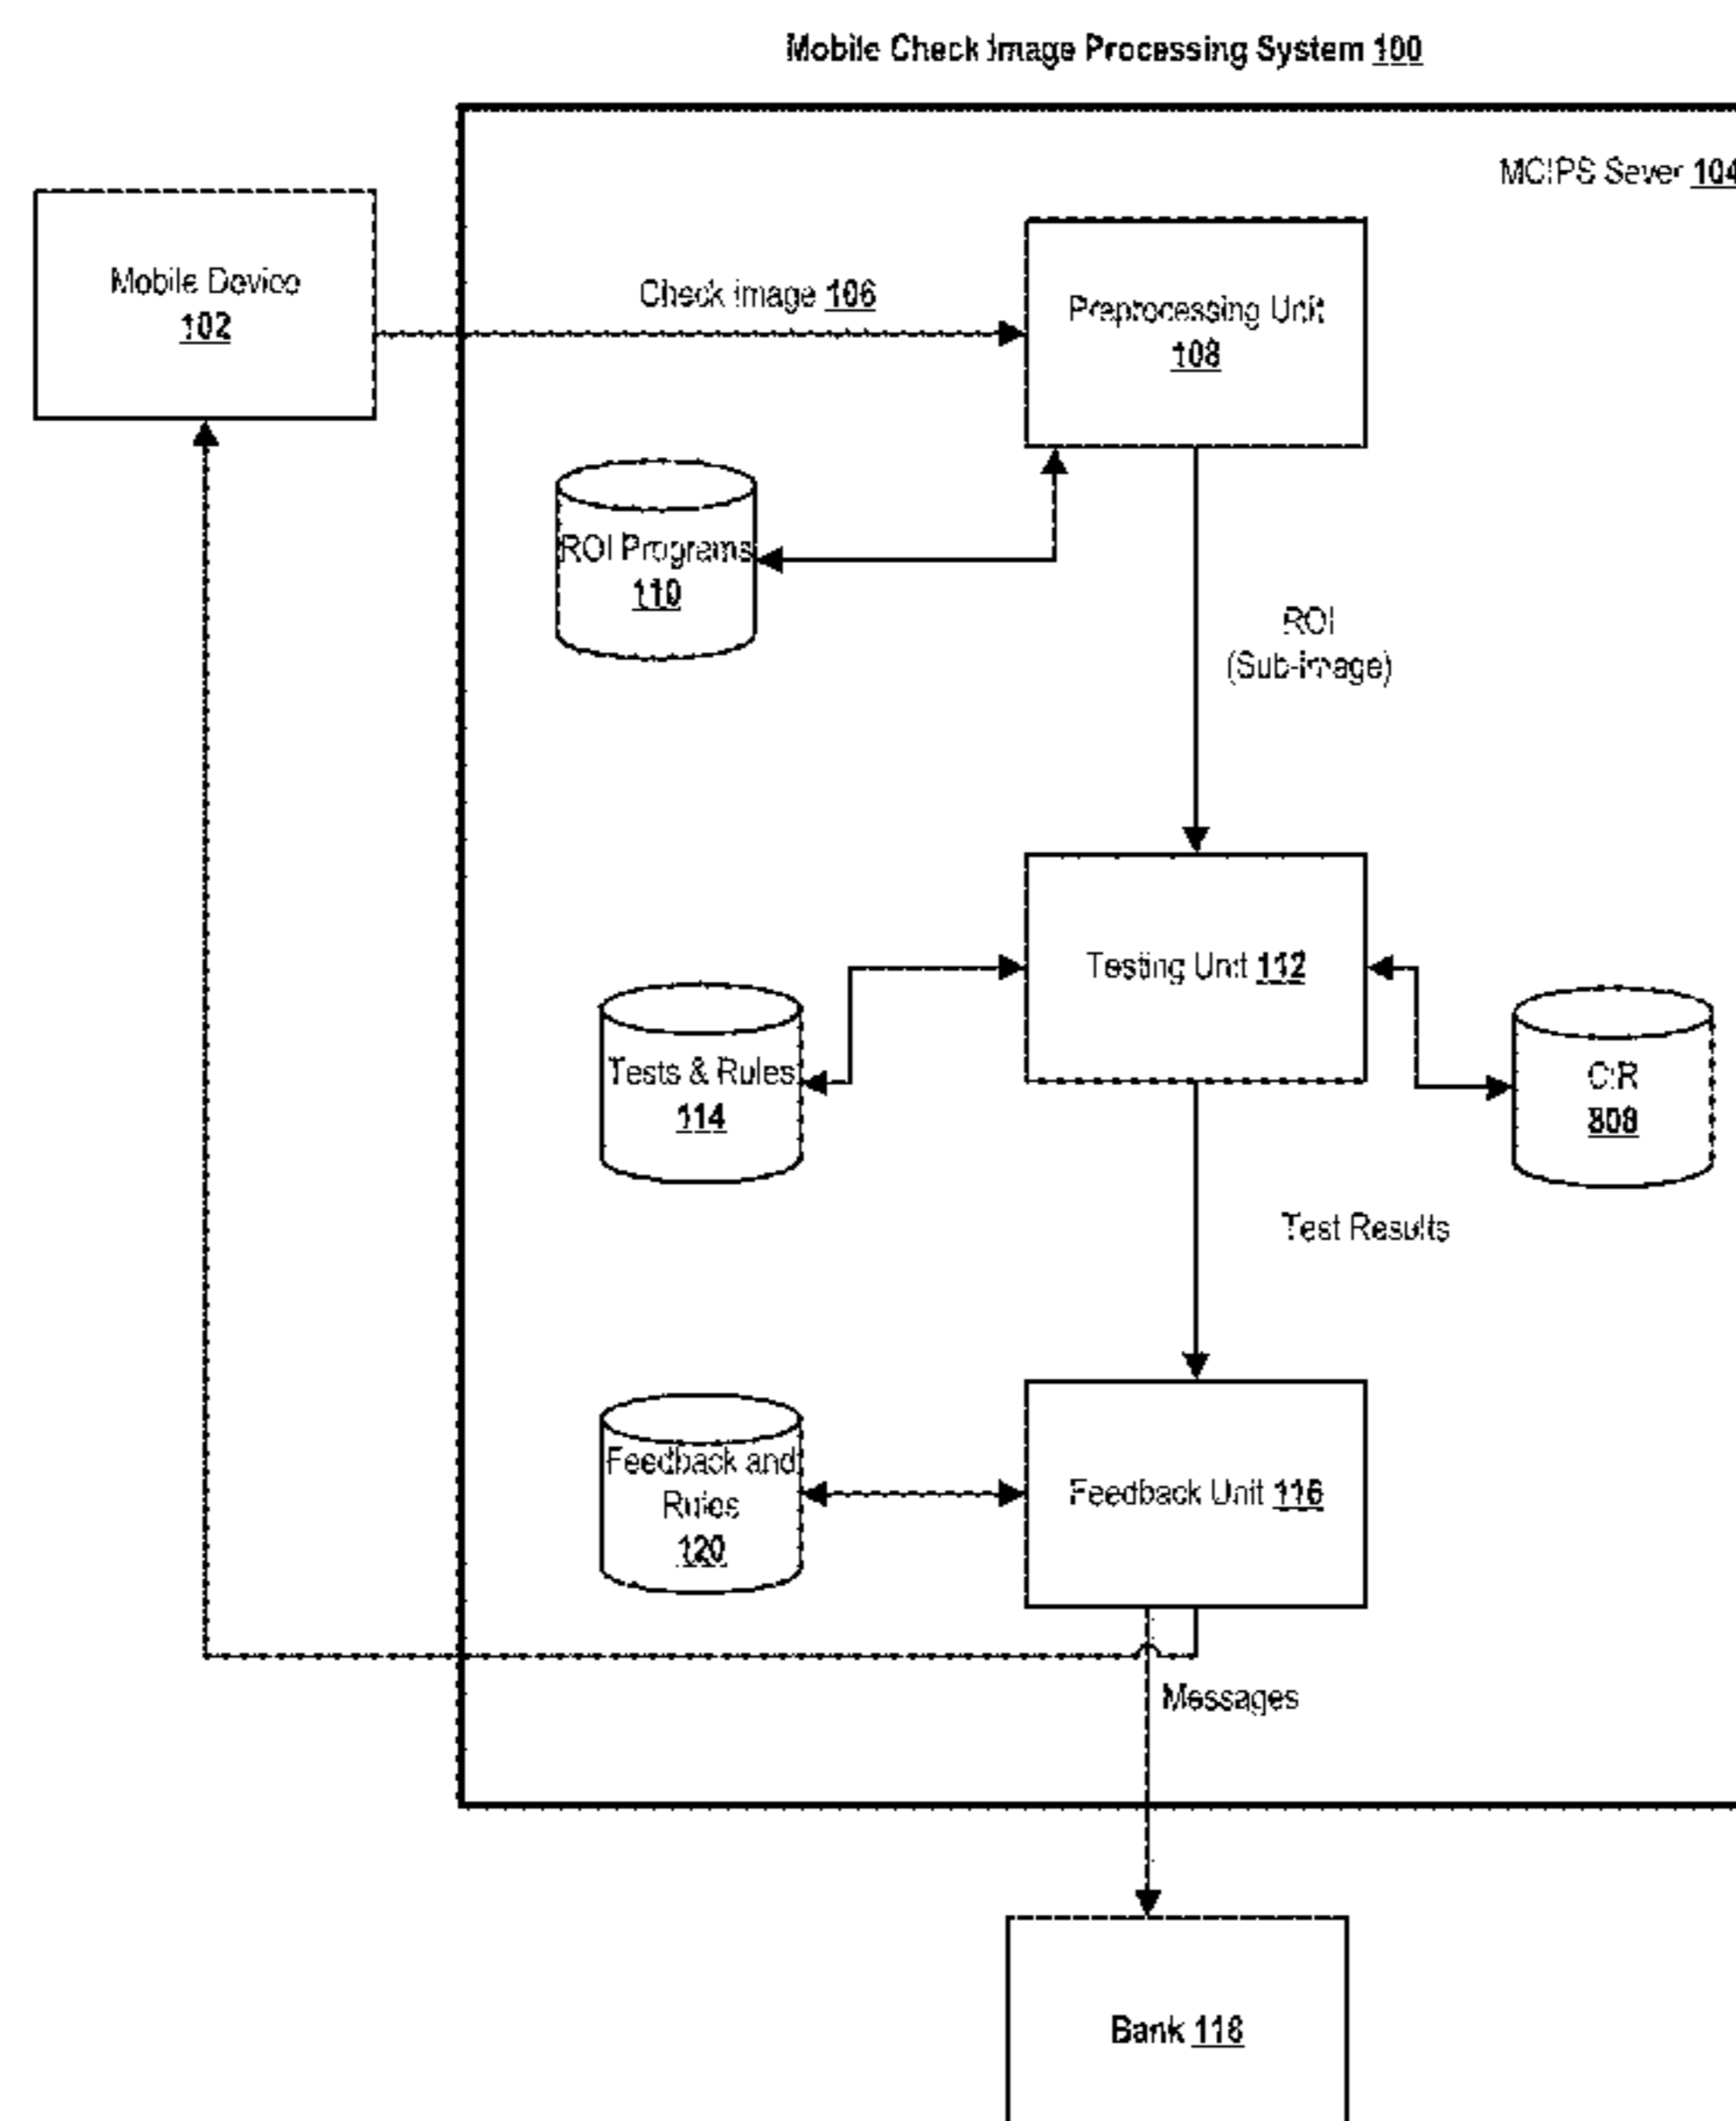 Mobile Check Image Processing System 100
MCIPS Sever 104
Mobile Device
102
Check image 106
Preprocessing Unit
108
ROI Programs
110
ROI
(Sub-image)
Testing Unit 112
Tests & Rules
114
CIR
808
Test Results
Feedback and
Rules
120
Feedback Unit 116
Messages
Bank 118